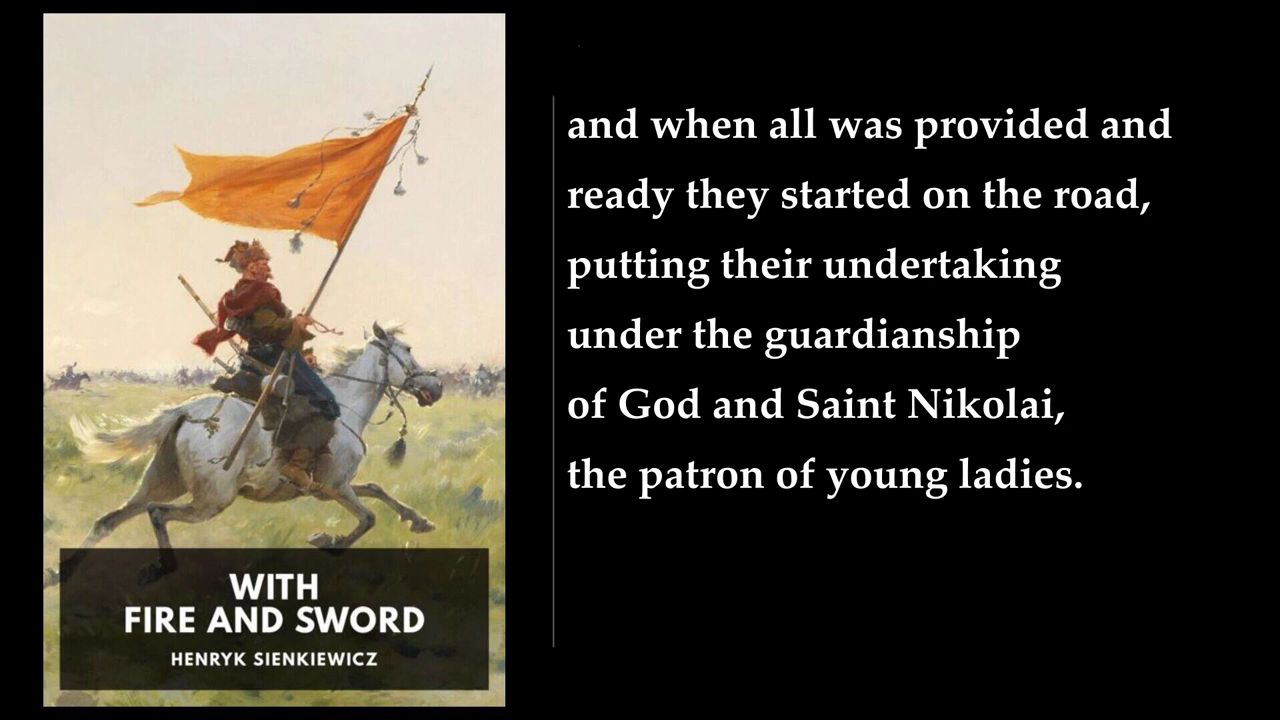 WITH
FIRE AND SWORD
HENRYK SIENKIEWICZ
and when all was provided and
ready they started on the road,
putting their undertaking
under the guardianship
of God and Saint Nikolai,
the patron of young ladies.